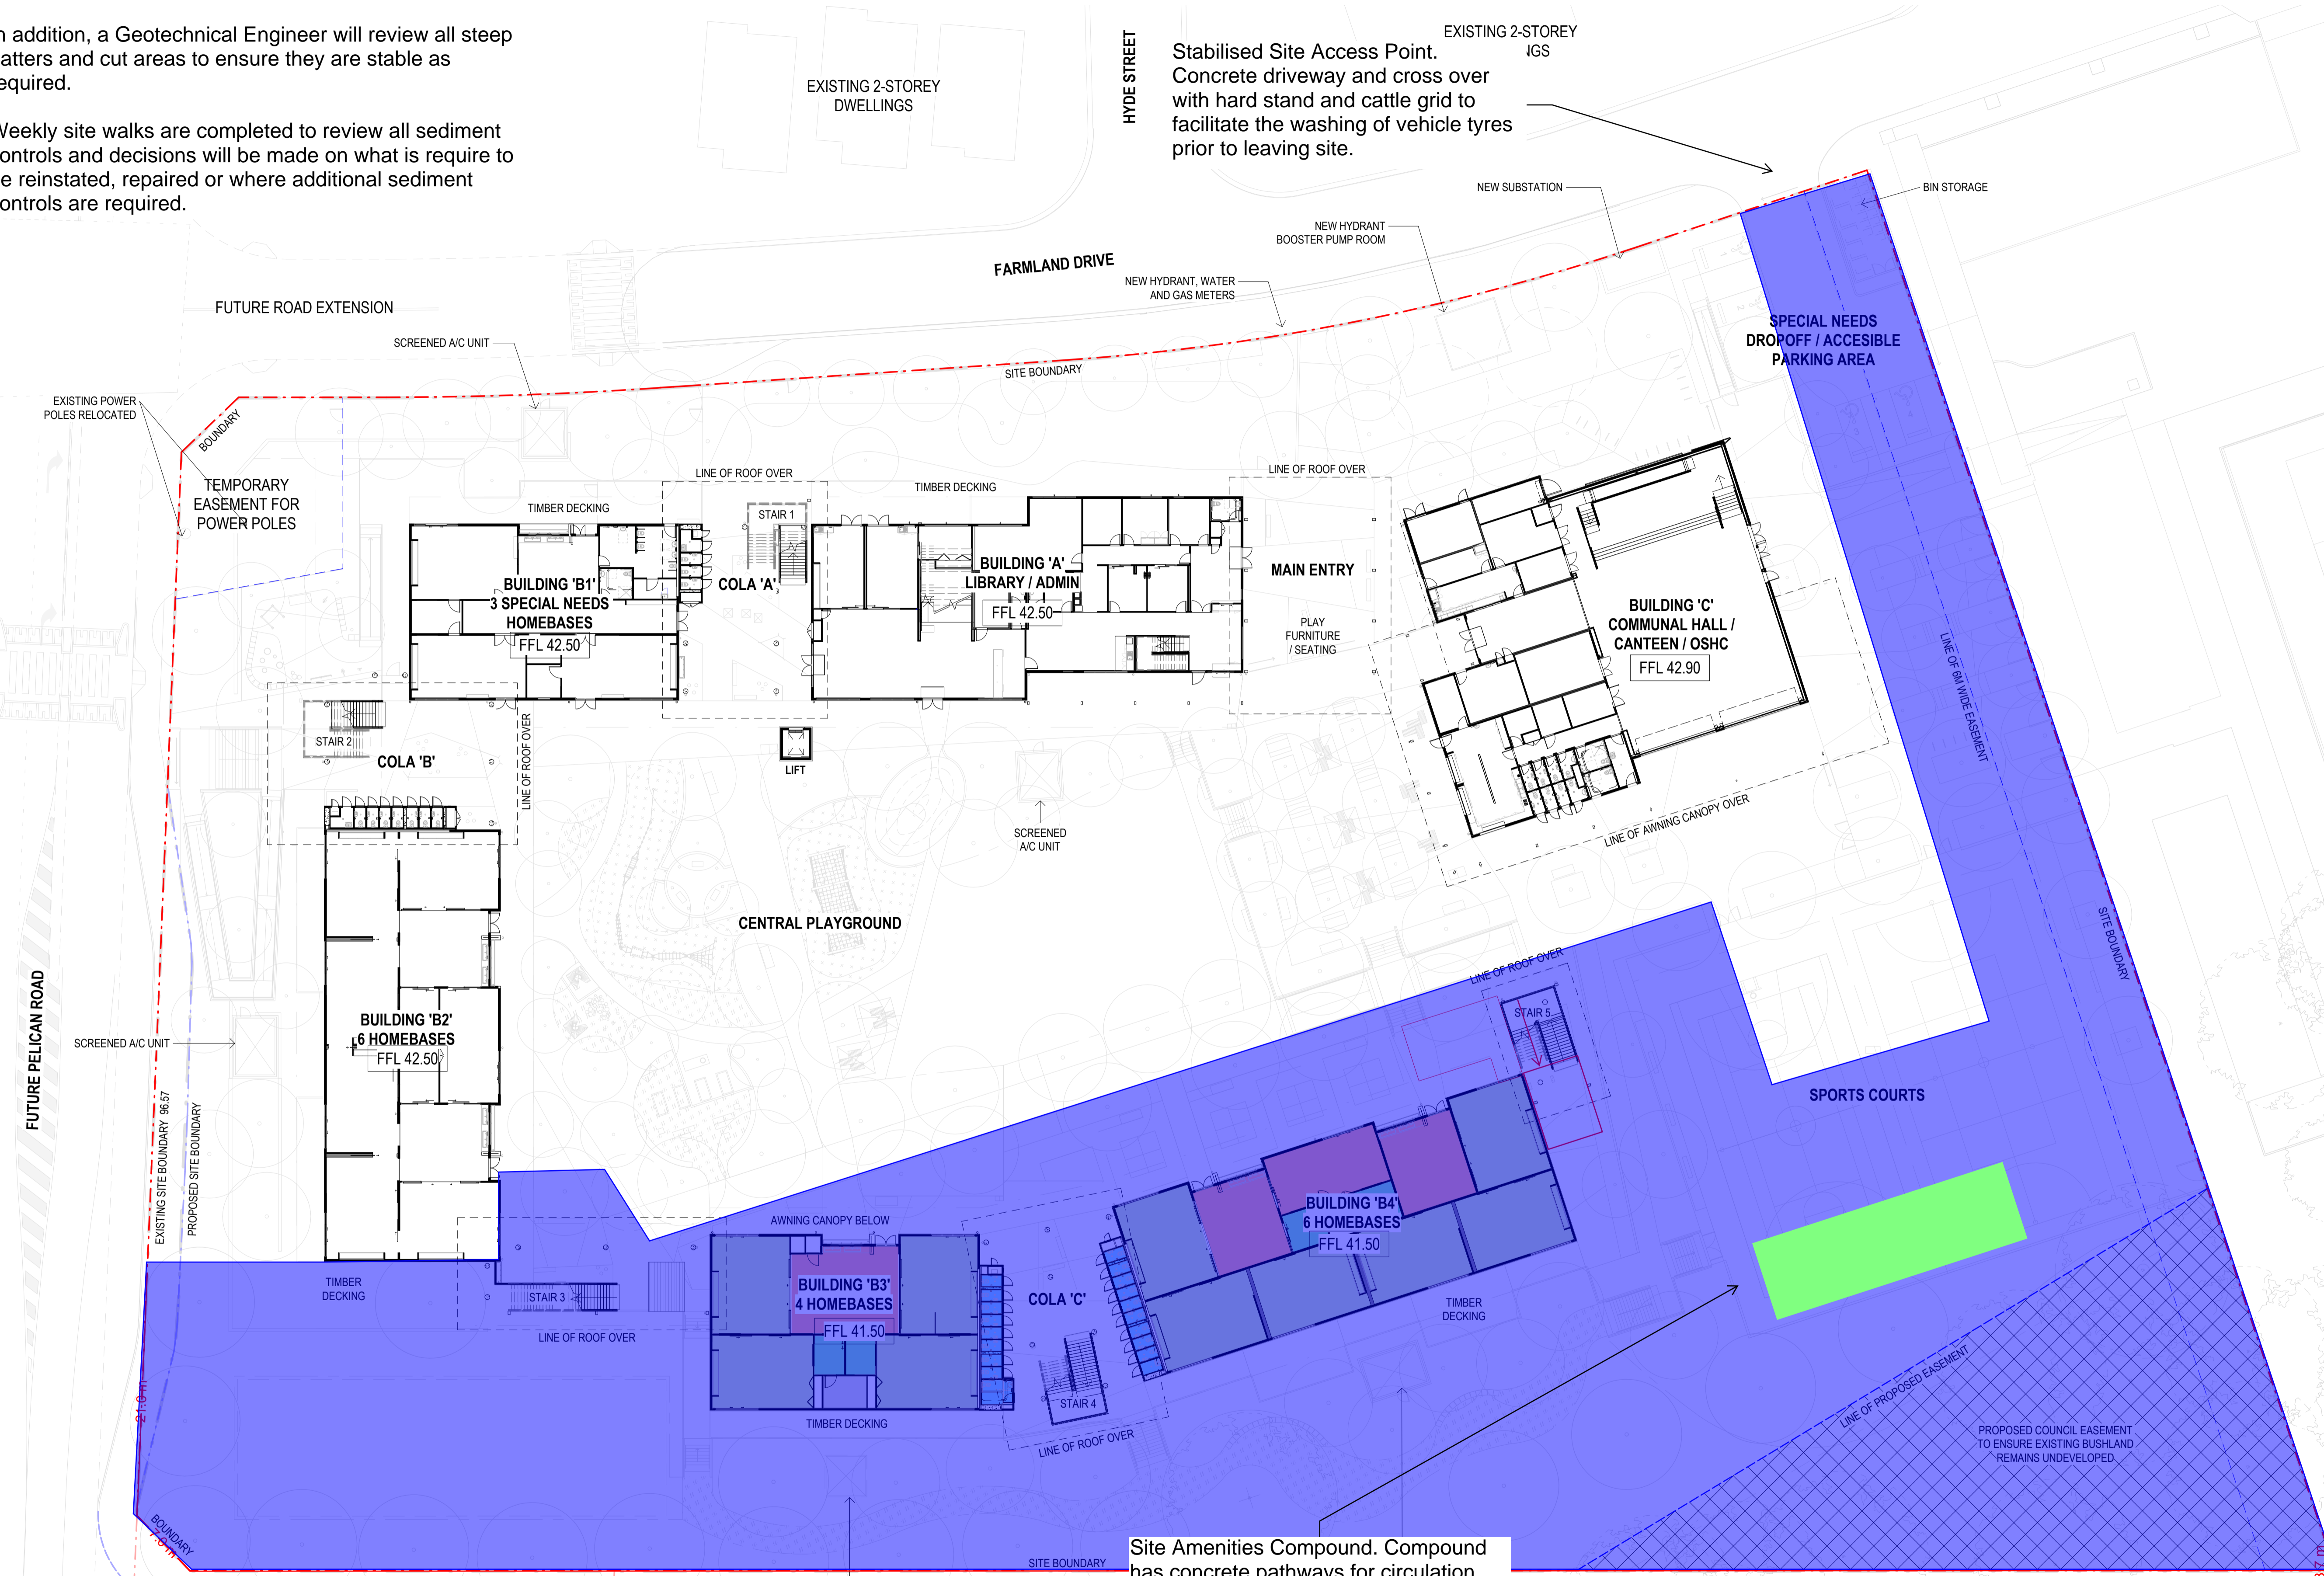 n addition, a Geotechnical Engineer will review all steep
atters and cut areas to ensure they are stable as
equired.
Weekly site walks are completed to review all sediment
ontrols and decisions will be made on what is require to
e reinstated, repaired or where additional sediment
ontrols are required.
EXISTING 2-STOREY
DWELLINGS
HYDE STREET
EXISTING 2-STOREY
NGS
Stabilised Site Access Point.
Concrete driveway and cross over
with hard stand and cattle grid to
facilitate the washing of vehicle tyres
prior to leaving site.
NEW SUBSTATION
BIN STORAGE
NEW HYDRANT
BOOSTER PUMP ROOM
FARMLAND DRIVE
NEW HYDRANT, WATER
AND GAS METERS
FUTURE ROAD EXTENSION
SCREENED A/C UNIT
SITE BOUNDARY
SPECIAL NEEDS
DROPOFF / ACCESIBLE
PARKING AREA
EXISTING POWER
POLES RELOCATED
BOUNDARY
TEMPORARY
EASEMENT FOR
POWER POLES
LINE OF ROOF OVER
TIMBER DECKING
STAIR 1
TIMBER DECKING
LINE OF ROOF OVER
BUILDING 'B1'
3 SPECIAL NEEDS
HOMEBASES
FFL 42.50
COLA 'A'
BUILDING 'A'
LIBRARY / ADMIN
FFL 42.50
MAIN ENTRY
PLAY
FURNITURE
/ SEATING
BUILDING 'C'
COMMUNAL HALL /
CANTEEN / OSHC
FFL 42.90
LINE OF 6M WIDE EASEMENT
STAIR 2
COLA 'B'
LINE OF ROOF OVER
LIFT
SCREENED
A/C UNIT
LINE OF AWNING CANOPY OVER
CENTRAL PLAYGROUND
SITE BOUNDARY
FUTURE PELICAN ROAD
SCREENED A/C UNIT
BUILDING 'B2'
6 HOMEBASES
FFL 42.50
LINE OF ROOF OVER
STAIR 5
SPORTS COURTS
EXISTING SITE BOUNDARY 96.57
PROPOSED SITE BOUNDARY
TIMBER
DECKING
STAIR 3
LINE OF ROOF OVER
AWNING CANOPY BELOW
BUILDING 'B3'
4 HOMEBASES
FFL 41.50
COLA 'C'
BUILDING 'B4'
6 HOMEBASES
FFL 41.50
TIMBER
DECKING
STAIR 4
TIMBER DECKING
LINE OF ROOF OVER
LINE OF PROPOSED EASEMENT
PROPOSED COUNCIL EASEMENT
TO ENSURE EXISTING BUSHLAND
REMAINS UNDEVELOPED
21.0 m
BOUNDARY
7.0 m
SITE BOUNDARY
Site Amenities Compound. Compound
has concrete pathways for circulation